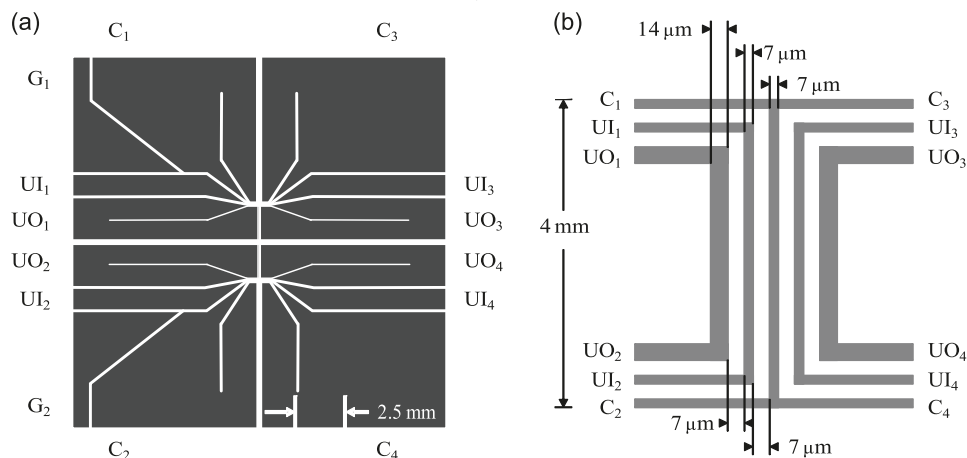 (a)
C₁
C₃
G₁
UI₁
UI₃
UO₁
UO₃
UO₂
UO₄
UI₂
UI₄
G₂
2.5 mm
C₂
C₄
(b)
14 μm
7 μm
7 μm
C₁
C₃
UI₁
UI₃
UO₁
UO₃
4 mm
UO₂
UO₄
UI₂
UI₄
C₂
C₄
7 μm
7 μm